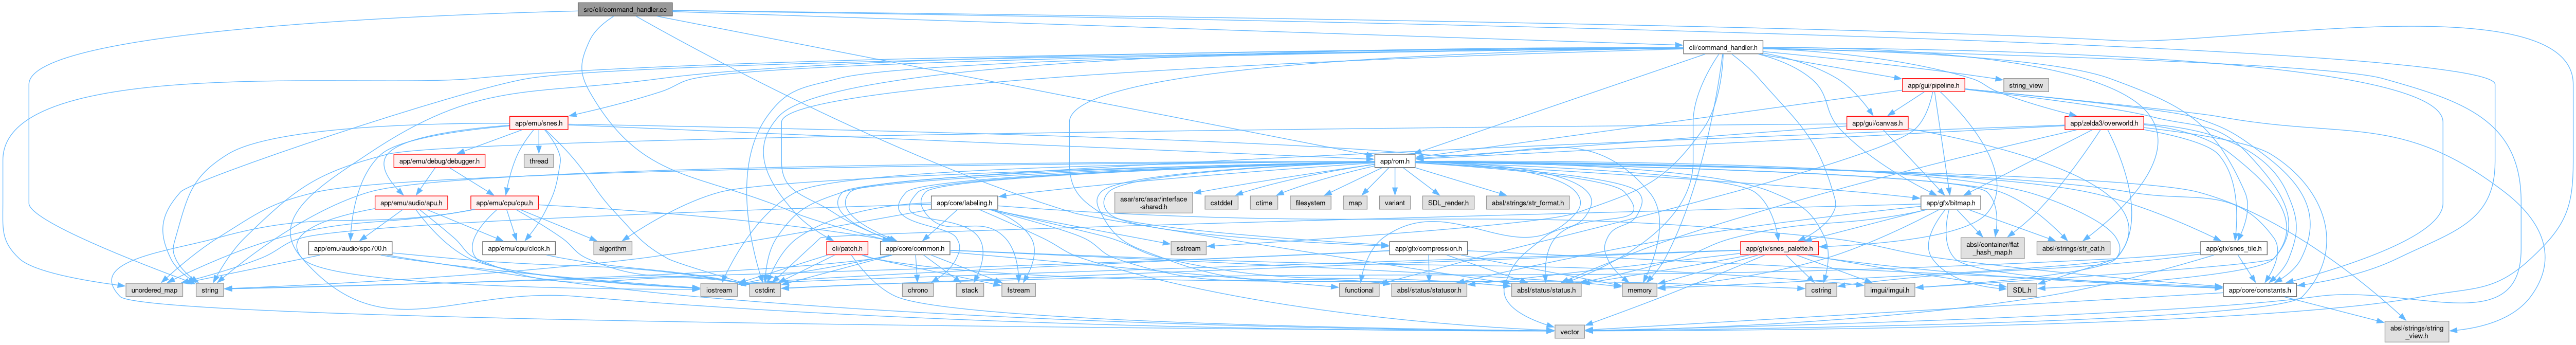 src/cli/command_handler.cc
cli/command_handler.h
app/gui/pipeline.h
string_view
app/emu/snes.h
app/gui/canvas.h
app/zelda3/overworld.h
app/emu/debug/debugger.h
thread
app/rom.h
app/emu/audio/apu.h
app/emu/cpu/cpu.h
app/core/labeling.h
asar/src/asar/interface
-shared.h
cstddef
ctime
filesystem
map
variant
SDL_render.h
absl/strings/str_format.h
app/gfx/bitmap.h
app/emu/audio/spc700.h
app/emu/cpu/clock.h
algorithm
cli/patch.h
app/core/common.h
sstream
app/gfx/compression.h
app/gfx/snes_palette.h
absl/container/flat
_hash_map.h
absl/strings/str_cat.h
app/gfx/snes_tile.h
unordered_map
string
iostream
cstdint
chrono
stack
fstream
functional
absl/status/statusor.h
absl/status/status.h
memory
cstring
imgui/imgui.h
SDL.h
app/core/constants.h
vector
absl/strings/string
_view.h